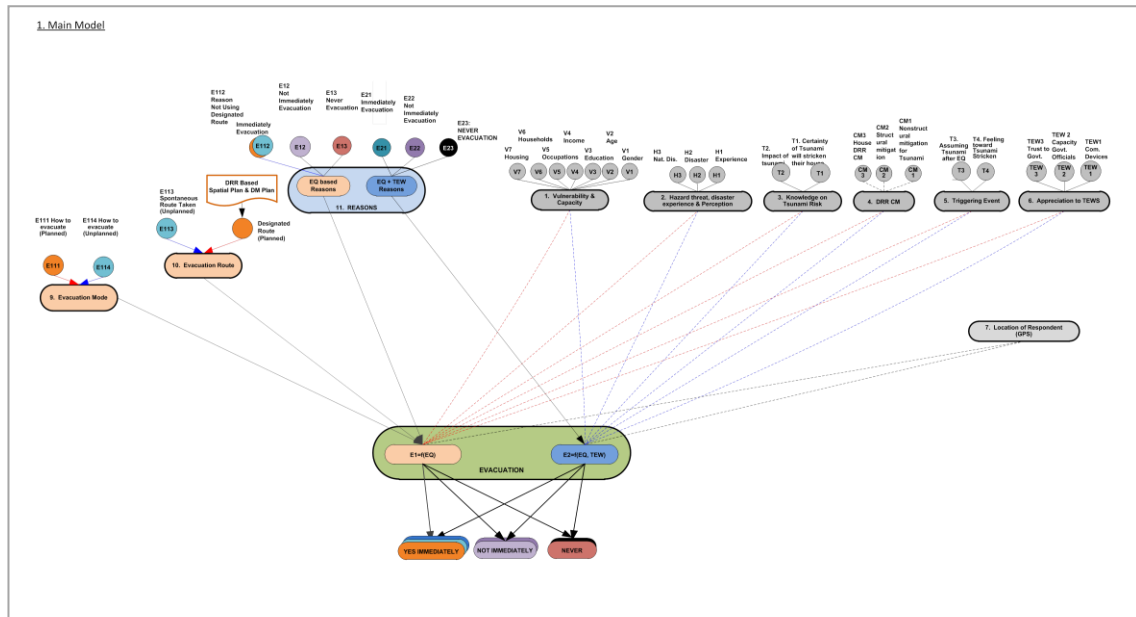 1. Main Model
E112
Reason
Not Using
Designated
Route
Immediately
Evacuation
E12
Not
Immediately
Evacuation
E13
Never
Evacuation
E21
Immediately
Evacuation
E22
Not
Immediately
Evacuation
E23:
NEVER
EVACUATION
E112
E12
E13
E21
E22
E23
EQ based
Reasons
EQ + TEW
Reasons
11. REASONS
DRR Based
Spatial Plan & DM Plan
E113
Spontaneous
Route Taken
(Unplanned)
E113
Designated
Route
(Planned)
10. Evacuation Route
E111 How to
evacuate
(Planned)
E114 How to
evacuate
(Unplanned)
E111
E114
9. Evacuation Mode
V7
Housing
V6
Households
V5
Occupations
V4
Income
V3
Education
V2
Age
V1
Gender
V7
V6
V5
V4
V3
V2
V1
1. Vulnerability &
Capacity
H3
Nat. Dis.
H2
Disaster
H1
Experience
H3
H2
H1
2. Hazard threat, disaster
experience & Perception
T2.
Impact of
tsunami
T1. Certainty
of Tsunami
will stricken
their house
T2
T1
3. Knowledge on
Tsunami Risk
CM3
House
DRR
CM
CM2
Struct
ural
mitigat
ion
CM1
Nonstruct
ural
mitigation
for
Tsunami
CM
3
CM
2
CM
1
4. DRR CM
T3.
Assuming
Tsunami
after EQ
T4. Feeling
toward
Tsunami
Stricken
T3
T4
5. Triggering Event
TEW3
Trust to
Govt.
TEW 2
Capacity
Govt.
Officials
TEW1
Com.
Devices
TEW
3
TEW
2
TEW
1
6. Appreciation to TEWS
7. Location of Respondent
(GPS)
E1=f(EQ)
E2=f(EQ, TEW)
EVACUATION
YES IMMEDIATELY
NOT IMMEDIATELY
NEVER